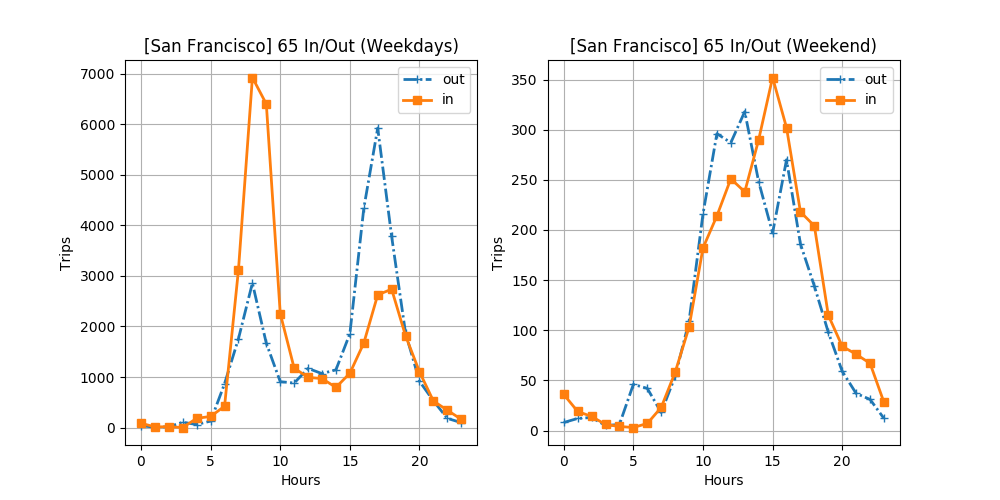 [San Francisco] 65 In/Out (Weekdays)
7000
6000
5000
4000
3000
2000
1000
0
Trips
0 5 10 15 20
Hours
out
in
[San Francisco] 65 In/Out (Weekend)
350
300
250
200
150
100
50
0
Trips
0 5 10 15 20
Hours
out
in